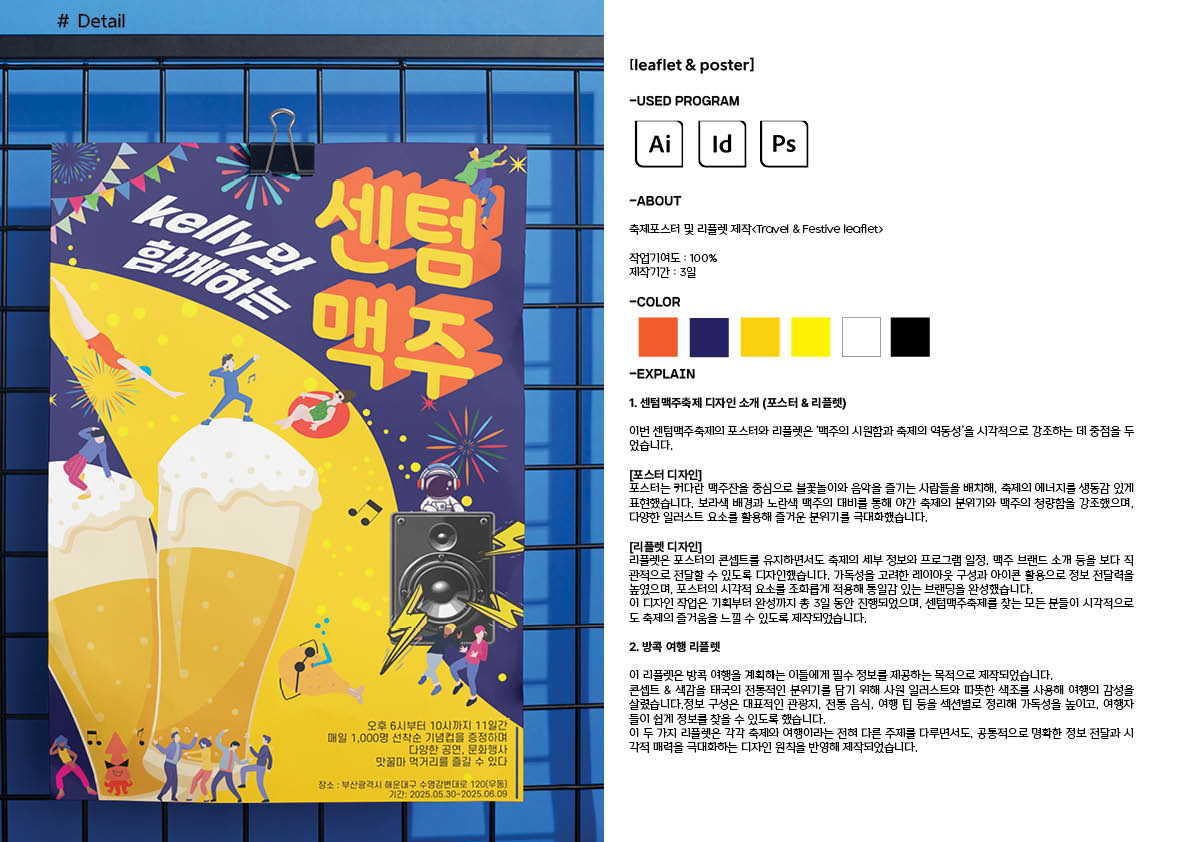 # Detail
kelly와
함께하는
센텀
맥주
오후 6시부터 10시까지 11일간
매일 1,000명 선착순 기념컵을 증정하며
다양한 공연, 문화행사
맛꿀마 먹거리를 즐길 수 있다
장소 : 부산광역시 해운대구 수영강변대로 120(우동)
기간: 2025.05.30~2025.06.09
[leaflet & poster]
-USED PROGRAM
Ai Id Ps
-ABOUT
축제포스터 및 리플렛 제작<Travel & Festive leaflet>
작업기여도 : 100%
제작기간 : 3일
-COLOR
-EXPLAIN
1. 센텀맥주축제 디자인 소개 (포스터 & 리플렛)
이번 센텀맥주축제의 포스터와 리플렛은 '맥주의 시원함과 축제의 역동성'을 시각적으로 강조하는 데 중점을 두
었습니다.
[포스터 디자인]
포스터는 커다란 맥주잔을 중심으로 불꽃놀이와 음악을 즐기는 사람들을 배치해, 축제의 에너지를 생동감 있게
표현했습니다. 보라색 배경과 노란색 맥주의 대비를 통해 야간 축제의 분위기와 맥주의 청량함을 강조했으며,
다양한 일러스트 요소를 활용해 즐거운 분위기를 극대화했습니다.
[리플렛 디자인]
리플렛은 포스터의 콘셉트를 유지하면서도 축제의 세부 정보와 프로그램 일정, 맥주 브랜드 소개 등을 보다 직
관적으로 전달할 수 있도록 디자인했습니다. 가독성을 고려한 레이아웃 구성과 아이콘 활용으로 정보 전달력을
높였으며, 포스터의 시각적 요소를 조화롭게 적용해 통일감 있는 브랜딩을 완성했습니다.
이 디자인 작업은 기획부터 완성까지 총 3일 동안 진행되었으며, 센텀맥주축제를 찾는 모든 분들이 시각적으로
도 축제의 즐거움을 느낄 수 있도록 제작되었습니다.
2. 방콕 여행 리플렛
이 리플렛은 방콕 여행을 계획하는 이들에게 필수 정보를 제공하는 목적으로 제작되었습니다.
콘셉트 & 색감을 태국의 전통적인 분위기를 담기 위해 사원 일러스트와 따뜻한 색조를 사용해 여행의 감성을
살렸습니다.정보 구성은 대표적인 관광지, 전통 음식, 여행 팁 등을 섹션별로 정리해 가독성을 높이고, 여행자
들이 쉽게 정보를 찾을 수 있도록 했습니다.
이 두 가지 리플렛은 각각 축제와 여행이라는 전혀 다른 주제를 다루면서도, 공통적으로 명확한 정보 전달과 시
각적 매력을 극대화하는 디자인 원칙을 반영해 제작되었습니다.